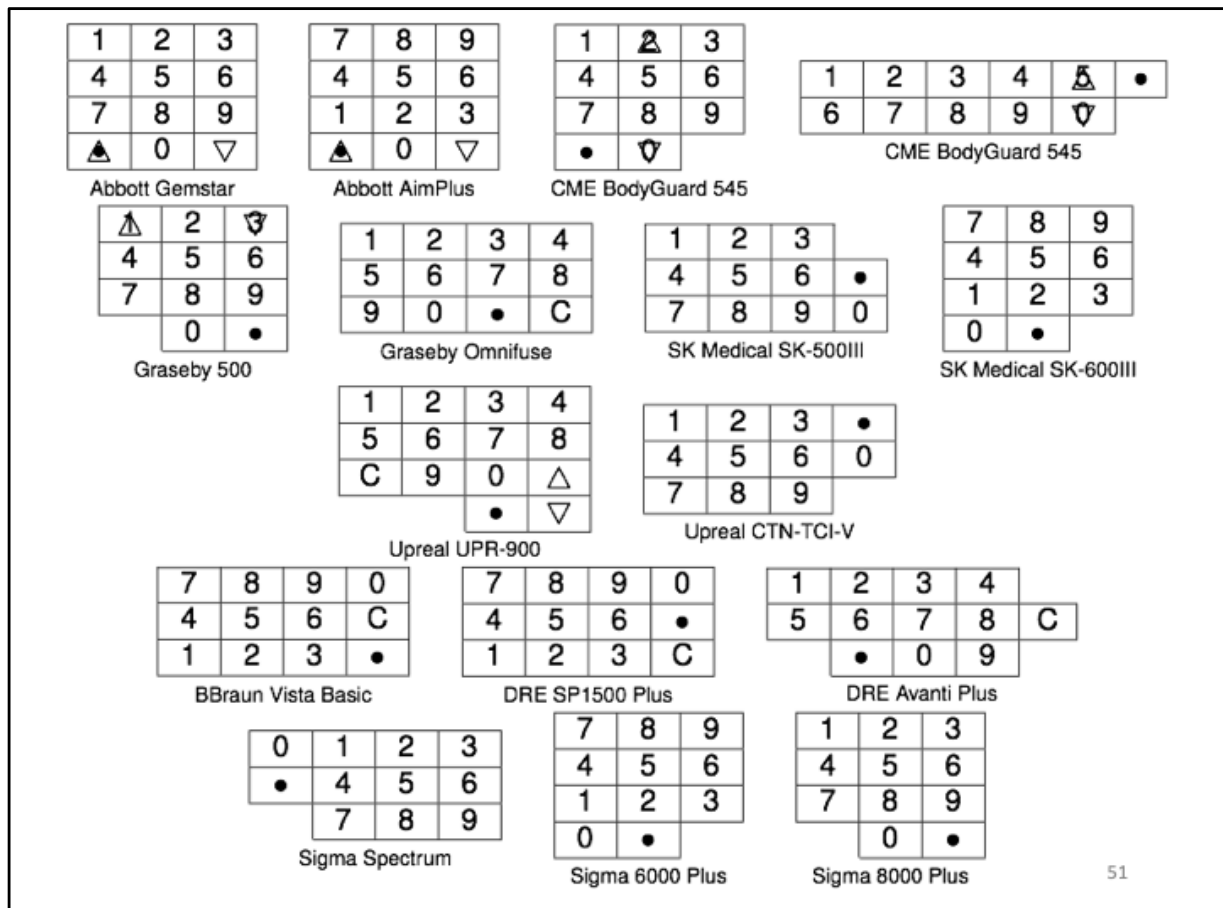 1 2 3
4 5 6
7 8 9
▲ 0 ▽
Abbott Gemstar
7 8 9
4 5 6
1 2 3
▲ 0 ▽
Abbott AimPlus
1 2 3
4 5 6
7 8 9
● 0
CME BodyGuard 545
1 2 3 4 5 ●
6 7 8 9 0
CME BodyGuard 545
1 2 3
4 5 6
7 8 9
0 ●
Graseby 500
1 2 3 4
5 6 7 8
9 0 ● C
Graseby Omnifuse
1 2 3
4 5 6 ●
7 8 9 0
SK Medical SK-500III
7 8 9
4 5 6
1 2 3
0 ●
SK Medical SK-600III
1 2 3 4
5 6 7 8
C 9 0 △
● ▽
Upreal UPR-900
1 2 3 ●
4 5 6 0
7 8 9
Upreal CTN-TCI-V
7 8 9 0
4 5 6 C
1 2 3 ●
BBraun Vista Basic
7 8 9 0
4 5 6 ●
1 2 3 C
DRE SP1500 Plus
1 2 3 4
5 6 7 8 C
● 0 9
DRE Avanti Plus
0 1 2 3
● 4 5 6
7 8 9
Sigma Spectrum
7 8 9
4 5 6
1 2 3
0 ●
Sigma 6000 Plus
1 2 3
4 5 6
7 8 9
0 ●
Sigma 8000 Plus
51